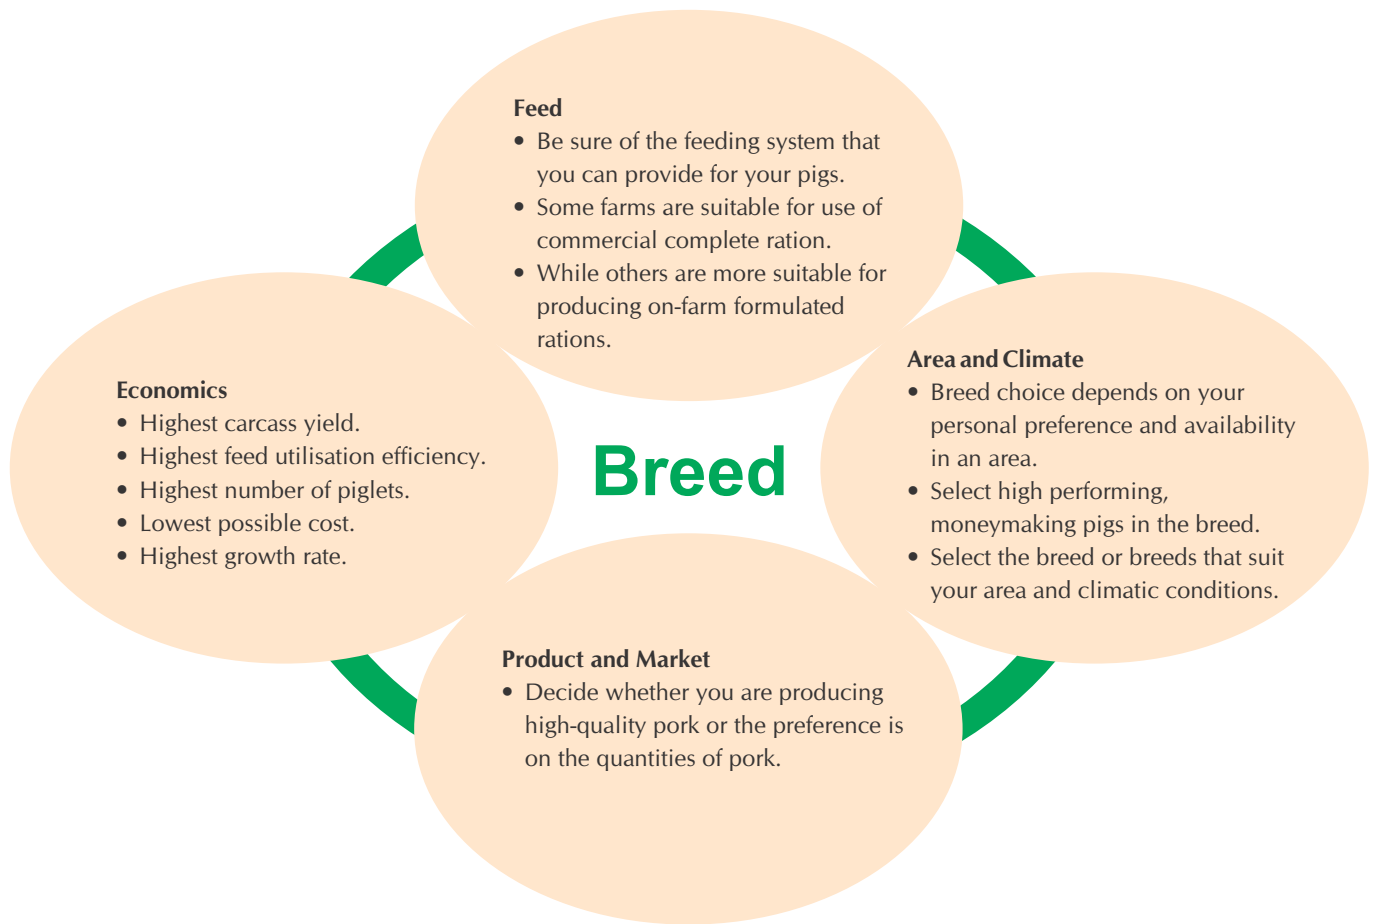 Feed
• Be sure of the feeding system that
you can provide for your pigs.
• Some farms are suitable for use of
commercial complete ration.
• While others are more suitable for
producing on-farm formulated
rations.
Economics
• Highest carcass yield.
• Highest feed utilisation efficiency.
• Highest number of piglets.
• Lowest possible cost.
• Highest growth rate.
Breed
Area and Climate
• Breed choice depends on your
personal preference and availability
in an area.
• Select high performing,
moneymaking pigs in the breed.
• Select the breed or breeds that suit
your area and climatic conditions.
Product and Market
• Decide whether you are producing
high-quality pork or the preference is
on the quantities of pork.